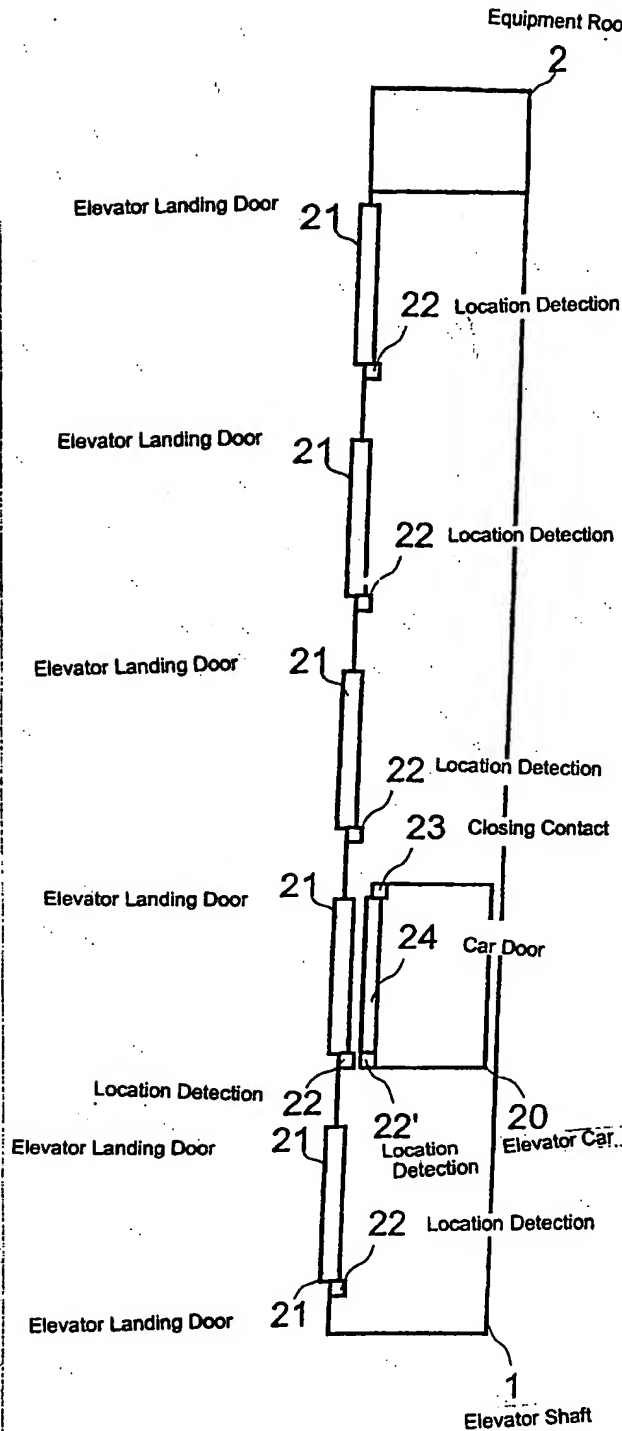 Equipment Roo
2
Elevator Landing Door 21
22 Location Detection
Elevator Landing Door 21
22 Location Detection
Elevator Landing Door 21
22 Location Detection
23 Closing Contact
Elevator Landing Door 21
24 Car Door
Location Detection 22
22'
Location
Detection
20
Elevator Car
Elevator Landing Door 21
22 Location Detection
Elevator Landing Door 21
1
Elevator Shaft